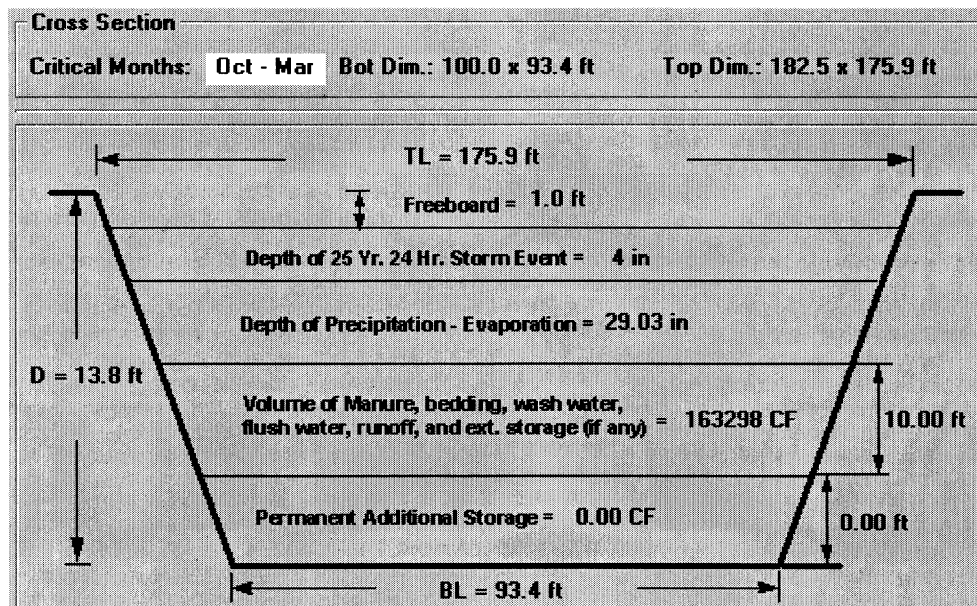 Cross Section
Critical Months: Oct - Mar Bot Dim.: 100.0 x 93.4 ft Top Dim.: 182.5 x 175.9 ft
TL = 175.9 ft
Freeboard = 1.0 ft
Depth of 25 Yr. 24 Hr. Storm Event = 4 in
Depth of Precipitation - Evaporation = 29.03 in
D = 13.8 ft
Volume of Manure, bedding, wash water,
flush water, runoff, and ext. storage (if any) = 163298 CF 10.00 ft
Permanent Additional Storage = 0.00 CF 0.00 ft
BL = 93.4 ft